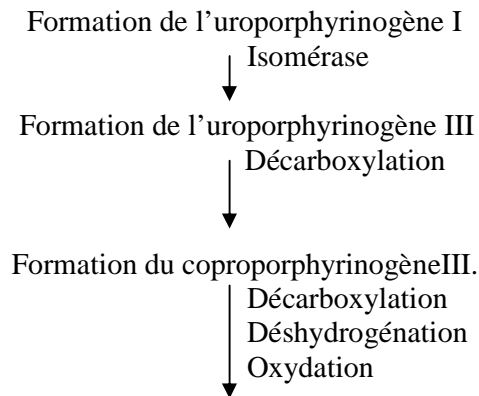 Formation de l'uroporphyrinogène I
Isomérase
Formation de l'uroporphyrinogène III
Décarboxylation
Formation du coproporphyrinogèneIII.
Décarboxylation
Déshydrogénation
Oxydation